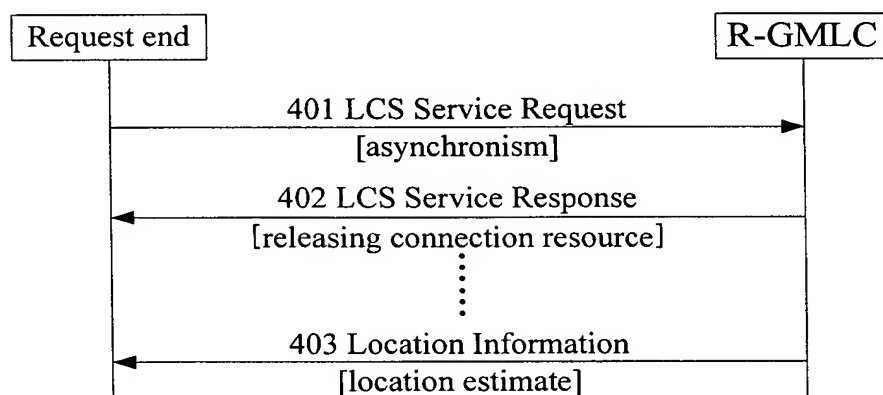 Request end
R-GMLC
401 LCS Service Request
[asynchronism]
402 LCS Service Response
[releasing connection resource]
403 Location Information
[location estimate]